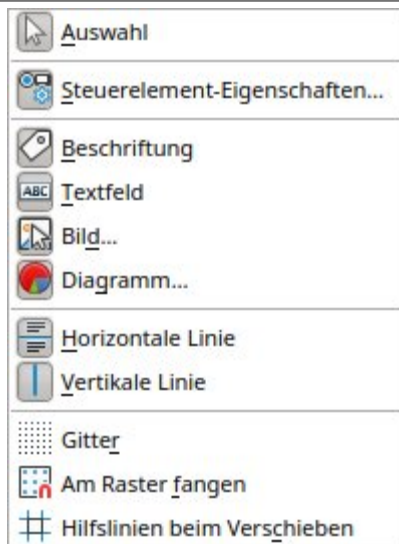 Auswahl
Steuerelement-Eigenschaften...
Beschriftung
ABC Textfeld
Bild...
Diagramm...
Horizontale Linie
Vertikale Linie
Gitter
Am Raster fangen
Hilfslinien beim Verschieben